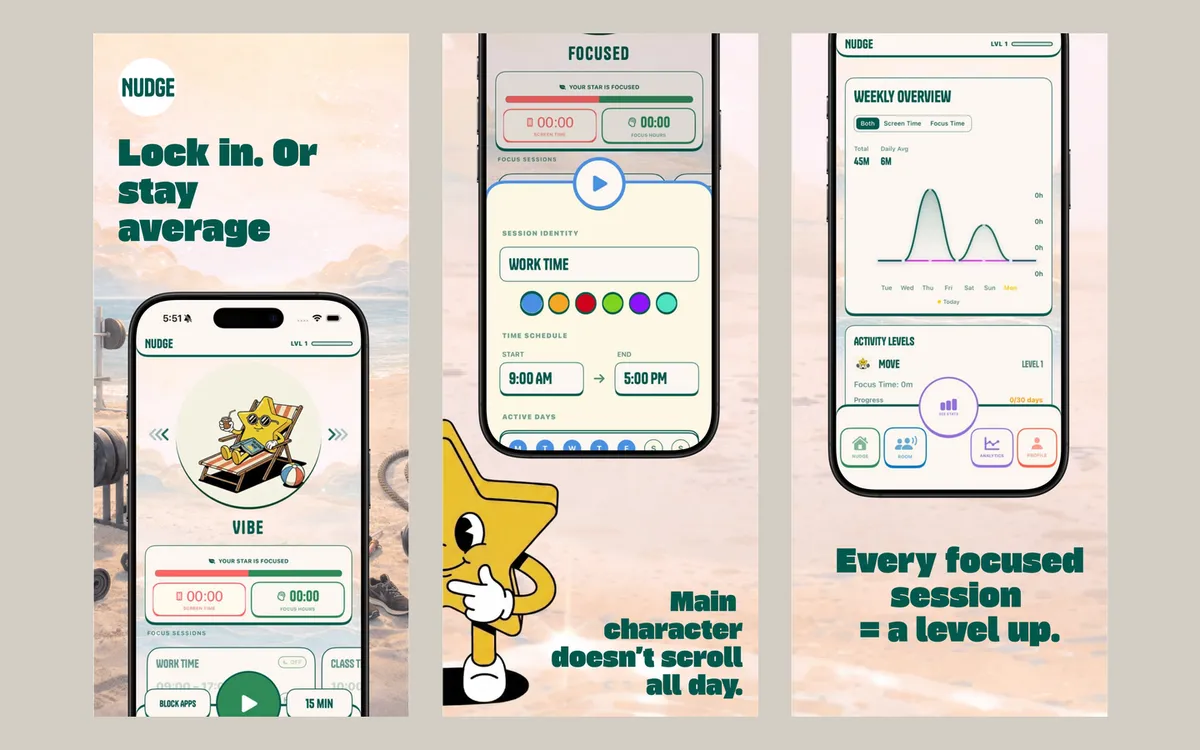 NUDGE
Lock in. Or
stay
average
5:51
NUDGE
LVL 1
VIBE
YOUR STAR IS FOCUSED
00:00
SCREEN TIME
00:00
FOCUS HOURS
FOCUS SESSIONS
WORK TIME
OFF
CLASS T
BLOCK APPS
15 MIN
FOCUSED
YOUR STAR IS FOCUSED
00:00
SCREEN TIME
00:00
FOCUS HOURS
FOCUS SESSIONS
SESSION IDENTITY
WORK TIME
TIME SCHEDULE
START
END
9:00 AM
→
5:00 PM
ACTIVE DAYS
M T W T F S S
Main
character
doesn't scroll
all day.
NUDGE
LVL 1
WEEKLY OVERVIEW
Both Screen Time Focus Time
Total Daily Avg
45M 6M
0h
0h
0h
0h
Tue Wed Thu Fri Sat Sun Mon
Today
ACTIVITY LEVELS
MOVE
LEVEL 1
Focus Time: 0m
Progress
0/30 days
ROOM
ANALYTICS
PROFILE
Every focused
session
= a level up.